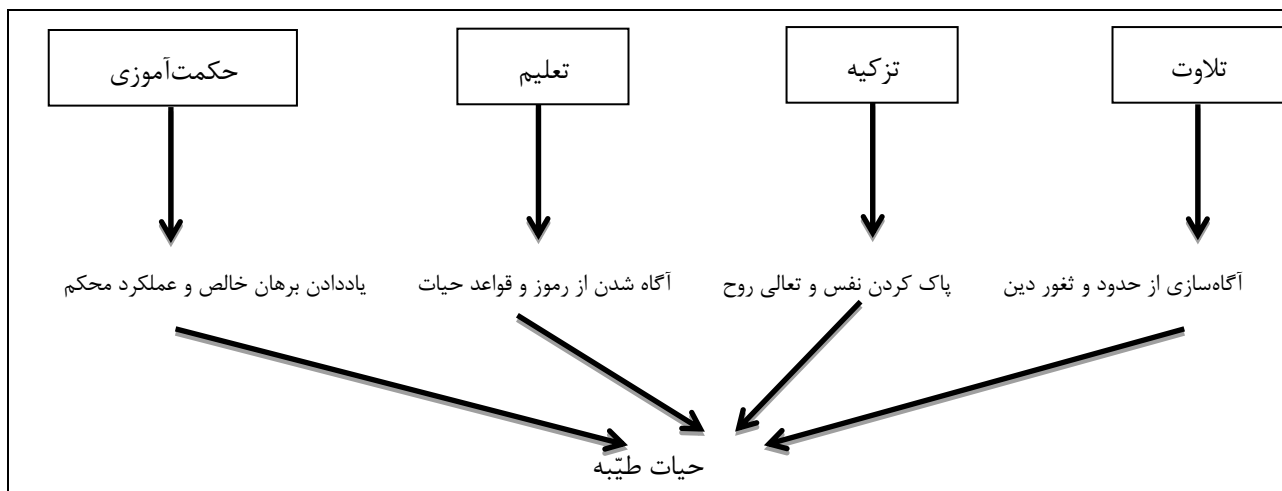 تلاوت
تزکیه
تعلیم
حکمت‌آموزی
آگاه‌سازی از حدود و ثغور دین
پاک کردن نفس و تعالی روح
آگاه شدن از رموز و قواعد حیات
یاددادن برهان خالص و عملکرد محکم
حیات طیّبه